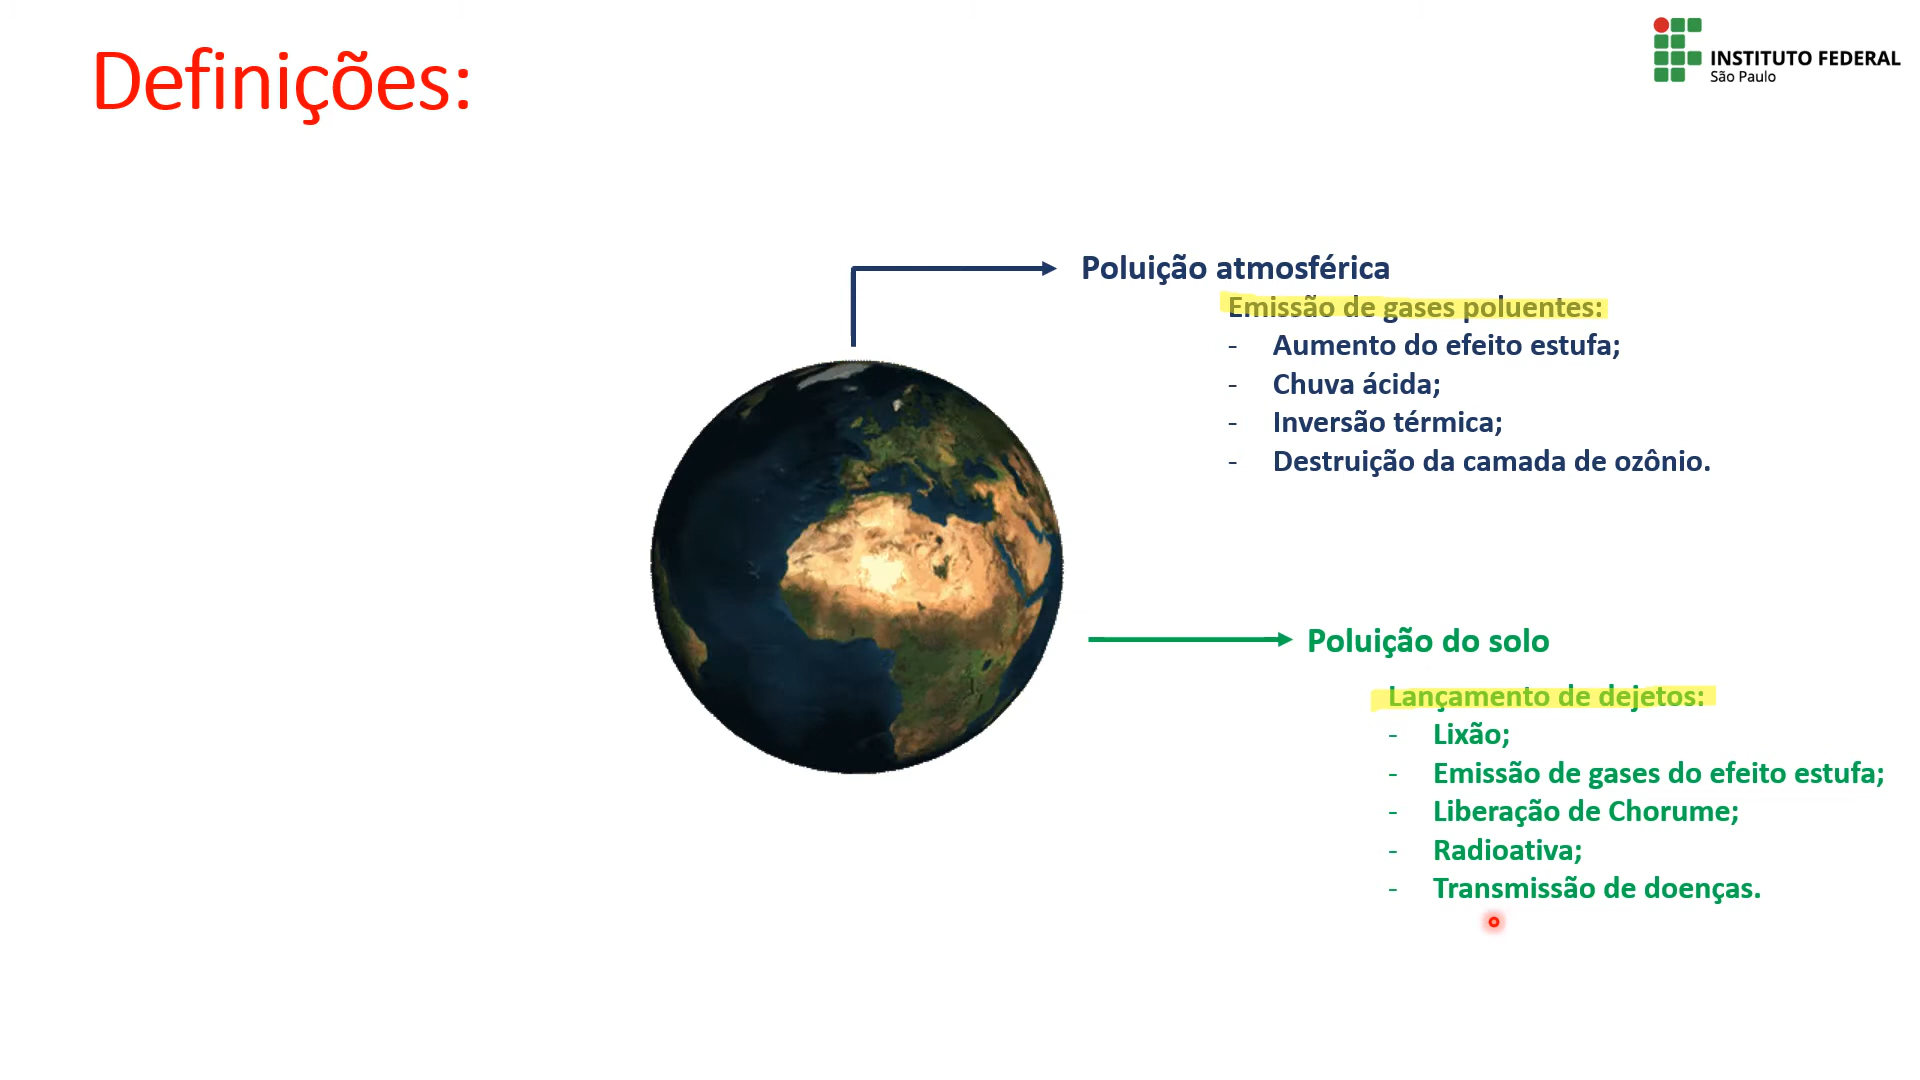 Definições:
INSTITUTO FEDERAL
São Paulo
Poluição atmosférica
Emissão de gases poluentes:
- Aumento do efeito estufa;
- Chuva ácida;
- Inversão térmica;
- Destruição da camada de ozônio.
Poluição do solo
Lançamento de dejetos:
- Lixão;
- Emissão de gases do efeito estufa;
- Liberação de Chorume;
- Radioativa;
- Transmissão de doenças.